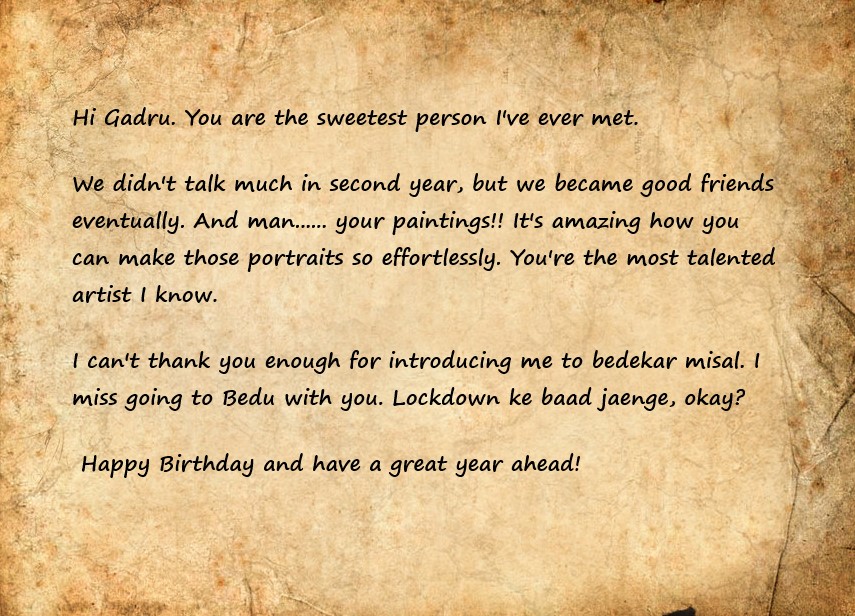 Hi Gadru. You are the sweetest person I've ever met.
We didn't talk much in second year, but we became good friends
eventually. And man...... your paintings!! It's amazing how you
can make those portraits so effortlessly. You're the most talented
artist I know.
I can't thank you enough for introducing me to bedekar misal. I
miss going to Bedu with you. Lockdown ke baad jaenge, okay?
Happy Birthday and have a great year ahead!